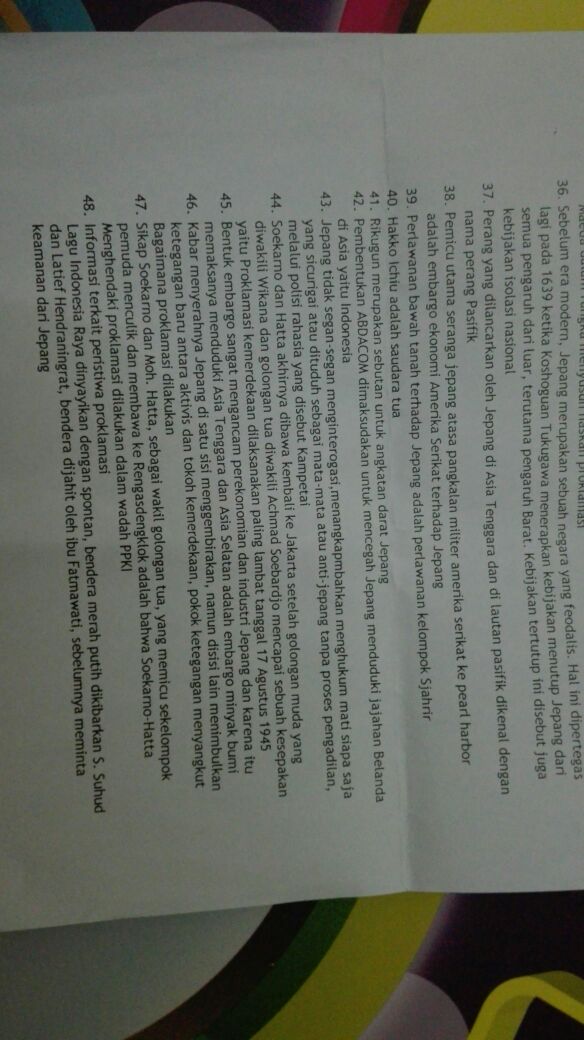 36 Sebelum era modern, Jepang merupakan sebuah negara yang feodalis. Hal ini dipertegas
lagi pada 1639 ketika Koshoguan Tukugawa menerapkan kebijakan menutup Jepang dari
semua pengaruh dari luar, terutama pengaruh Barat. Kebijakan tertutup ini disebut juga
kebijakan isolasi nasional
37. Perang yang dilancarkan oleh Jepang di Asia Tenggara dan di lautan pasifik dikenal dengan
nama perang Pasifik
38. Pemicu utama seranga jepang atasa pangkalan militer amerika serikat ke pearl harbor
adalah embargo ekonomi Amerika Serikat terhadap Jepang
39. Perlawanan bawah tanah terhadap Jepang adalah perlawanan kelompok Sjahrir
40. Hakko Ichiu adalah saudara tua
41. Rikugun merupakan sebutan untuk angkatan darat Jepang
42. Pembentukan ABDACOM dimaksudakan untuk mencegah Jepang menduduki jajahan Belanda
di Asia yaitu Indonesia
43. Jepang tidak segan-segan menginterogasi,menangkapmbahkan menghukum mati siapa saja
yang sicurigai atau dituduh sebagai mata-mata atau anti-jepang tanpa proses pengadilan,
melalui polisi rahasia yang disebut Kampetai
44. Soekarno dan Hatta akhirnya dibawa kembali ke Jakarta setelah golongan muda yang
diwakili Wikana dan golongan tua diwakili Achmad Soebardjo mencapai sebuah kesepakan
yaitu Proklamasi kemerdekaan dilaksanakan paling lambat tanggal 17 Agustus 1945
45. Bentuk embargo sangat mengancam perekonomian dan industri Jepang dan karena itu
memaksanya menduduki Asia Tenggara dan Asia Selatan adalah embargo minyak bumi
46. Kabar menyerahnya Jepang di satu sisi menggembirakan, namun disisi lain menimbulkan
ketegangan baru antara aktivis dan tokoh kemerdekaan, pokok ketegangan menyangkut
Bagaimana proklamasi dilakukan
47. Sikap Soekarno dan Moh. Hatta, sebagai wakil golongan tua, yang memicu sekelompok
pemuda menculik dan membawa ke Rengasdengklok adalah bahwa Soekarno-Hatta
Menghendaki proklamasi dilakukan dalam wadah PPKI
48. Informasi terkait peristiwa proklamasi
Lagu Indonesia Raya dinyayikan dengan spontan, bendera merah putih dikibarkan S. Suhud
dan Latief Hendraningrat, bendera dijahit oleh ibu Fatmawati, sebelumnya meminta
keamanan dari Jepang